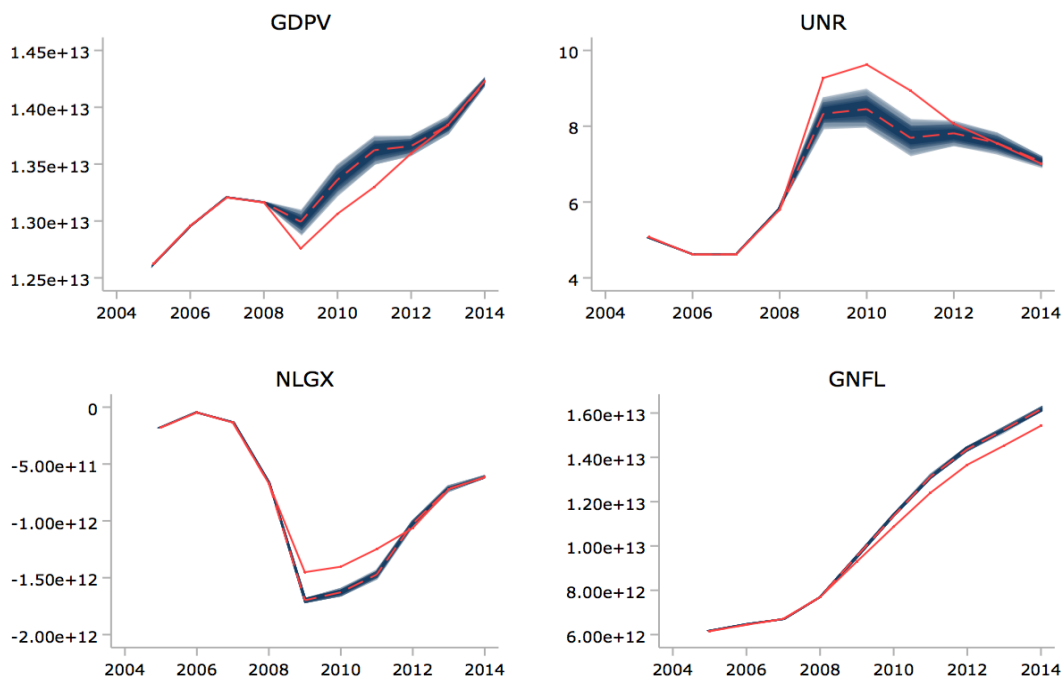 GDPV
1.45e+13
1.40e+13
1.35e+13
1.30e+13
1.25e+13
2004 2006 2008 2010 2012 2014
UNR
10
8
6
4
2004 2006 2008 2010 2012 2014
NLGX
0
-5.00e+11
-1.00e+12
-1.50e+12
-2.00e+12
2004 2006 2008 2010 2012 2014
GNFL
1.60e+13
1.40e+13
1.20e+13
1.00e+13
8.00e+12
6.00e+12
2004 2006 2008 2010 2012 2014